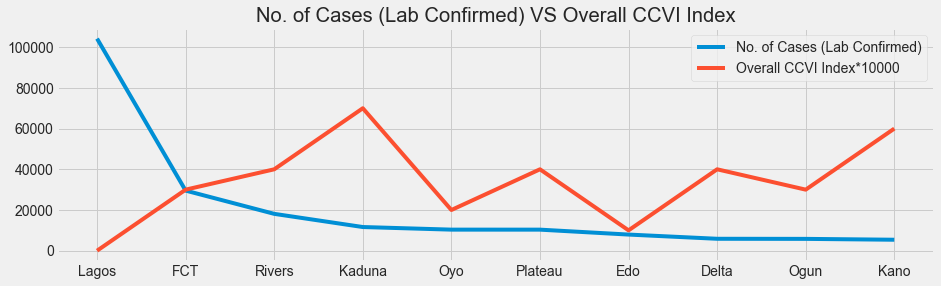 No. of Cases (Lab Confirmed) VS Overall CCVI Index
No. of Cases (Lab Confirmed)
Overall CCVI Index*10000
100000
80000
60000
40000
20000
0
Lagos FCT Rivers Kaduna Oyo Plateau Edo Delta Ogun Kano